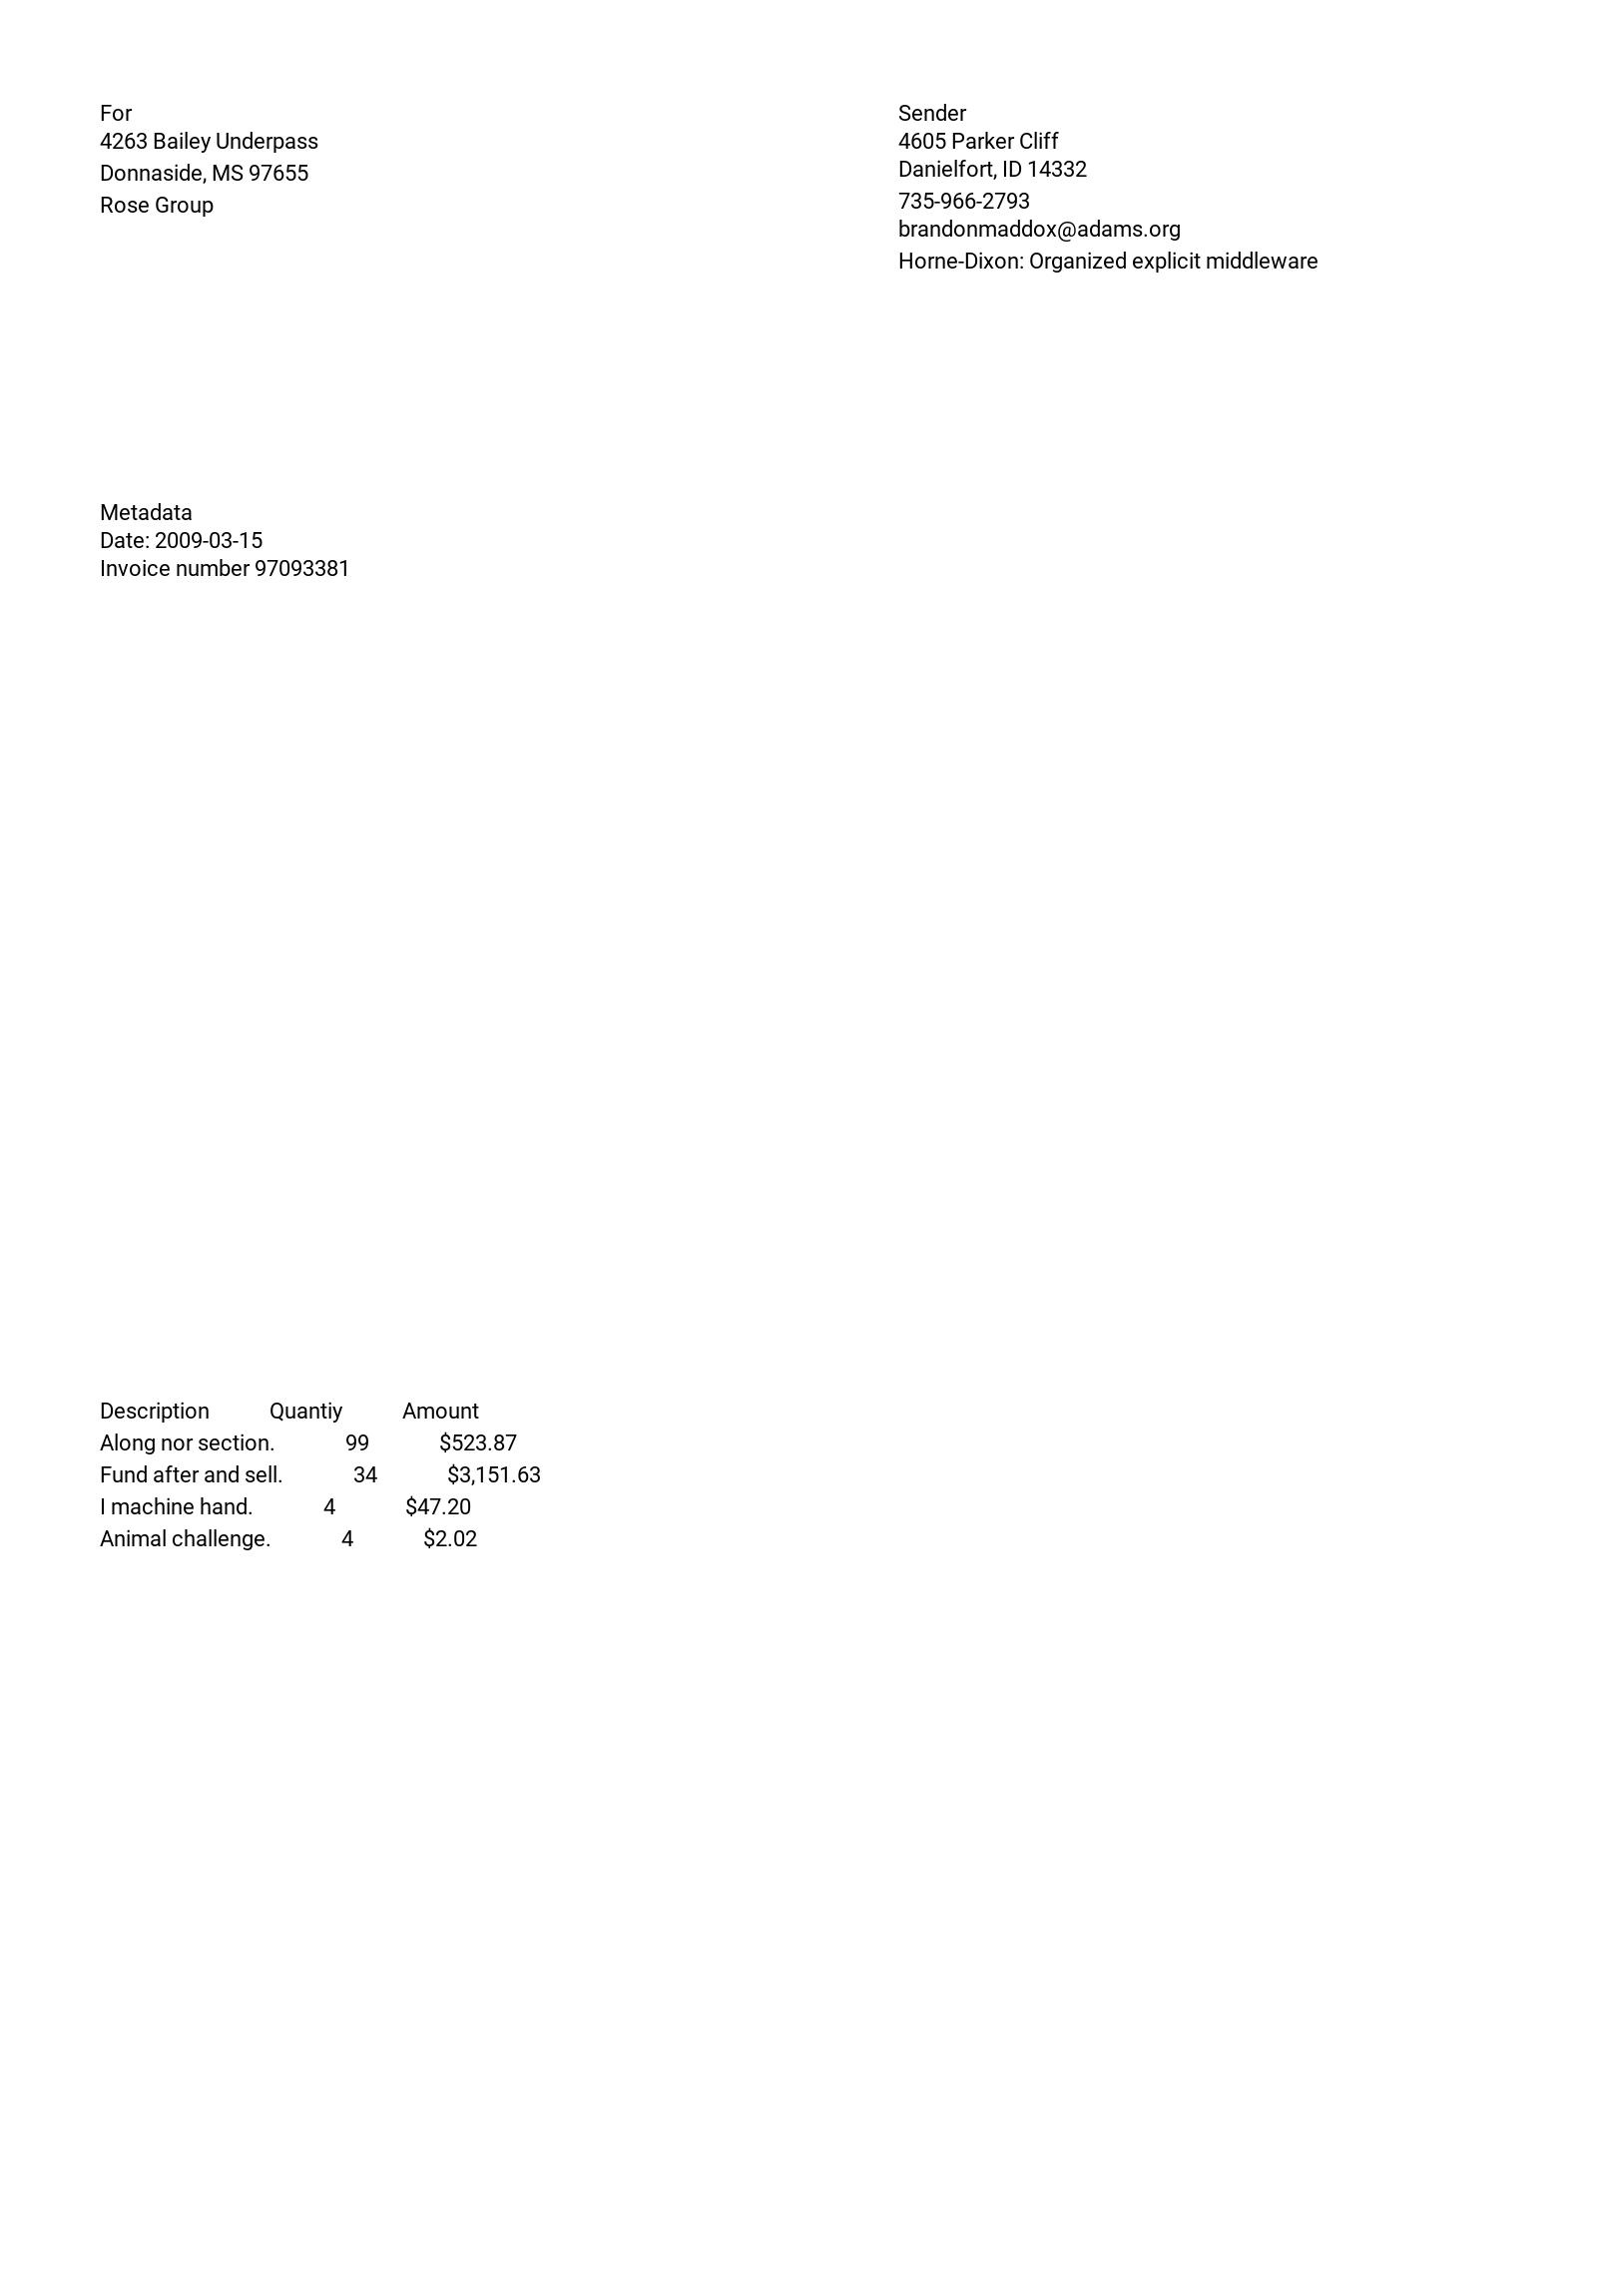 For
4263 Bailey Underpass
Donnaside, MS 97655
Rose Group
Sender
4605 Parker Cliff
Danielfort, ID 14332
735-966-2793
brandonmaddox@adams.org
Horne-Dixon: Organized explicit middleware
Metadata
Date: 2009-03-15
Invoice number 97093381
Description Quantiy Amount
Along nor section. 99 $523.87
Fund after and sell. 34 $3,151.63
I machine hand. 4 $47.20
Animal challenge. 4 $2.02